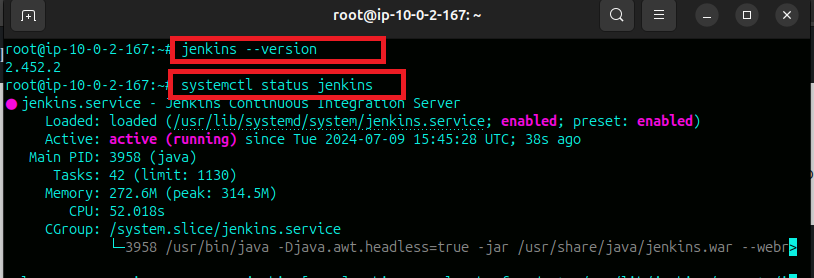 root@ip-10-0-2-167: ~
root@ip-10-0-2-167:~# jenkins --version
2.452.2
root@ip-10-0-2-167:~# systemctl status jenkins
● jenkins.service - Jenkins Continuous Integration Server
Loaded: loaded (/usr/lib/systemd/system/jenkins.service; enabled; preset: enabled)
Active: active (running) since Tue 2024-07-09 15:45:28 UTC; 38s ago
Main PID: 3958 (java)
Tasks: 42 (limit: 1130)
Memory: 272.6M (peak: 314.5M)
CPU: 52.018s
CGroup: /system.slice/jenkins.service
└─3958 /usr/bin/java -Djava.awt.headless=true -jar /usr/share/java/jenkins.war --webr>